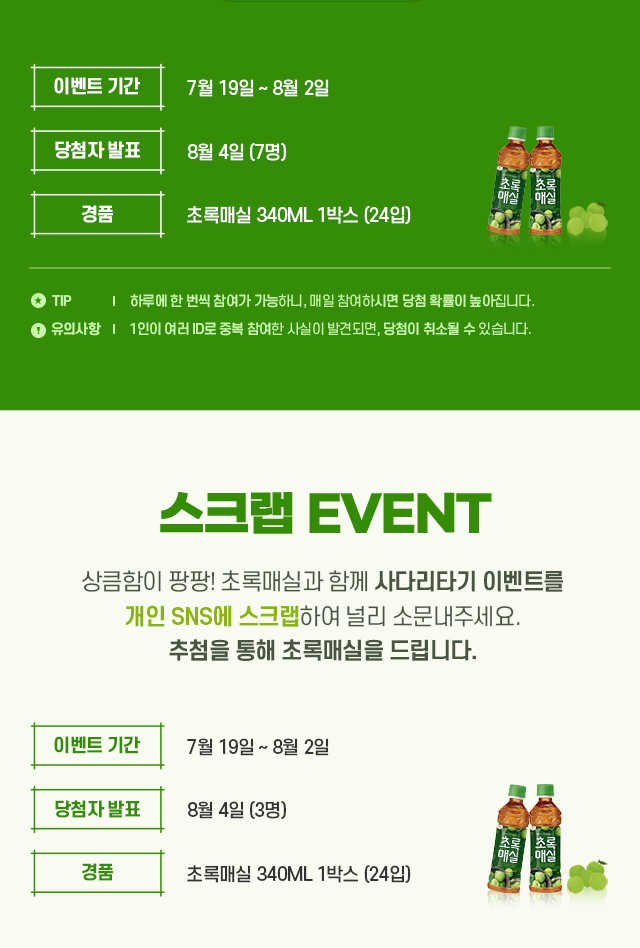 이벤트 기간
7월 19일 ~ 8월 2일
당첨자 발표
8월 4일 (7명)
경품
초록매실 340ML 1박스 (24입)
초록
매실
초록
매실
TIP ㅣ 하루에 한 번씩 참여가 가능하니, 매일 참여하시면 당첨 확률이 높아집니다.
유의사항 ㅣ 1인이 여러 ID로 중복 참여한 사실이 발견되면, 당첨이 취소될 수 있습니다.
스크랩 EVENT
상큼함이 팡팡! 초록매실과 함께 사다리타기 이벤트를
개인 SNS에 스크랩하여 널리 소문내주세요.
추첨을 통해 초록매실을 드립니다.
이벤트 기간
7월 19일 ~ 8월 2일
당첨자 발표
8월 4일 (3명)
경품
초록매실 340ML 1박스 (24입)
초록
매실
초록
매실